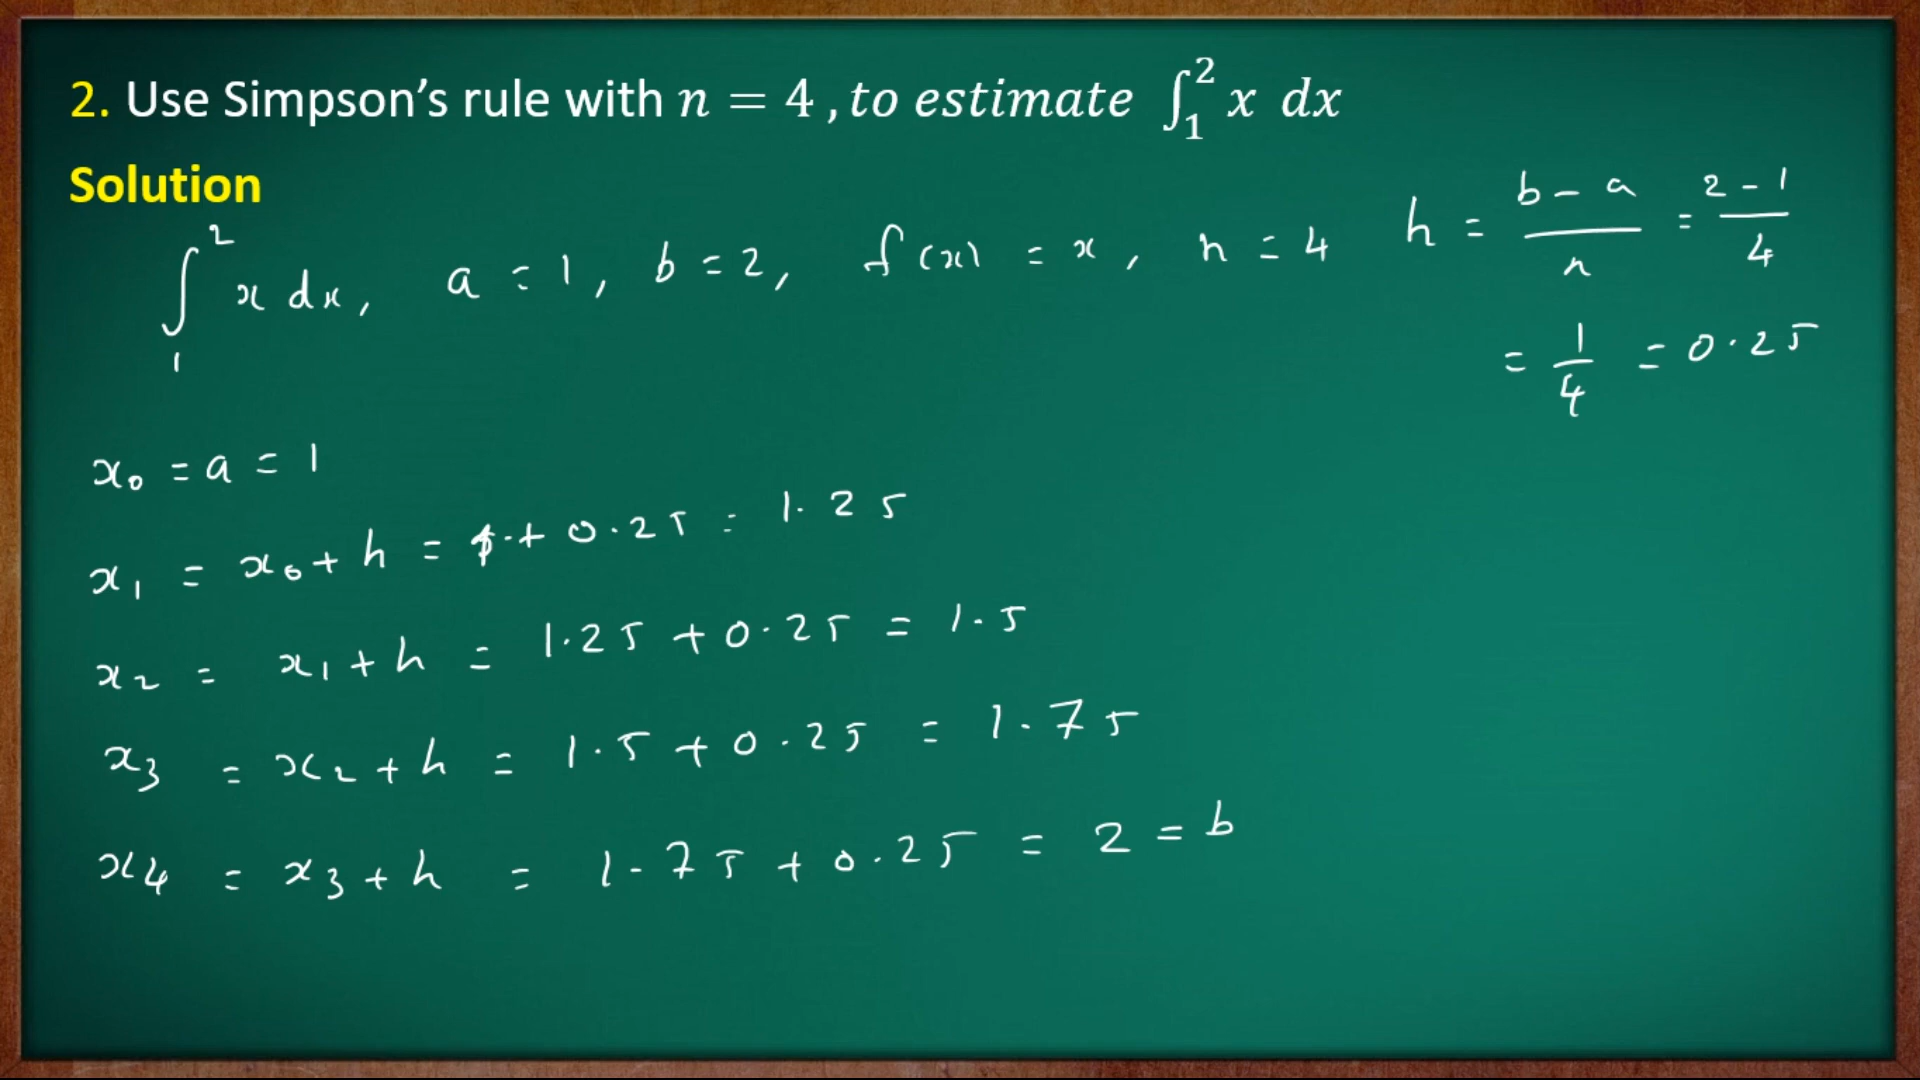 2. Use Simpson's rule with n = 4 , to estimate ∫₁² x dx
Solution
∫₁² x dx, a = 1, b = 2, f(x) = x, n = 4 h = (b - a)/n = (2 - 1)/4
= 1/4 = 0.25
x₀ = a = 1
x₁ = x₀ + h = 1 + 0.25 = 1.25
x₂ = x₁ + h = 1.25 + 0.25 = 1.5
x₃ = x₂ + h = 1.5 + 0.25 = 1.75
x₄ = x₃ + h = 1.75 + 0.25 = 2 = b